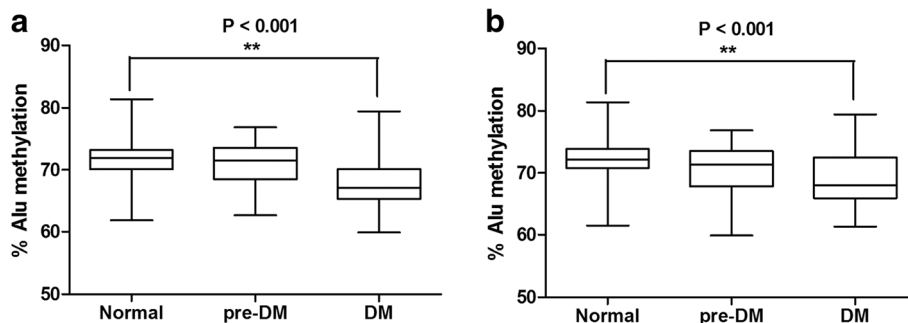 a
P < 0.001
**
% Alu methylation
90
80
70
60
50
Normal pre-DM DM
b
P < 0.001
**
% Alu methylation
90
80
70
60
50
Normal pre-DM DM